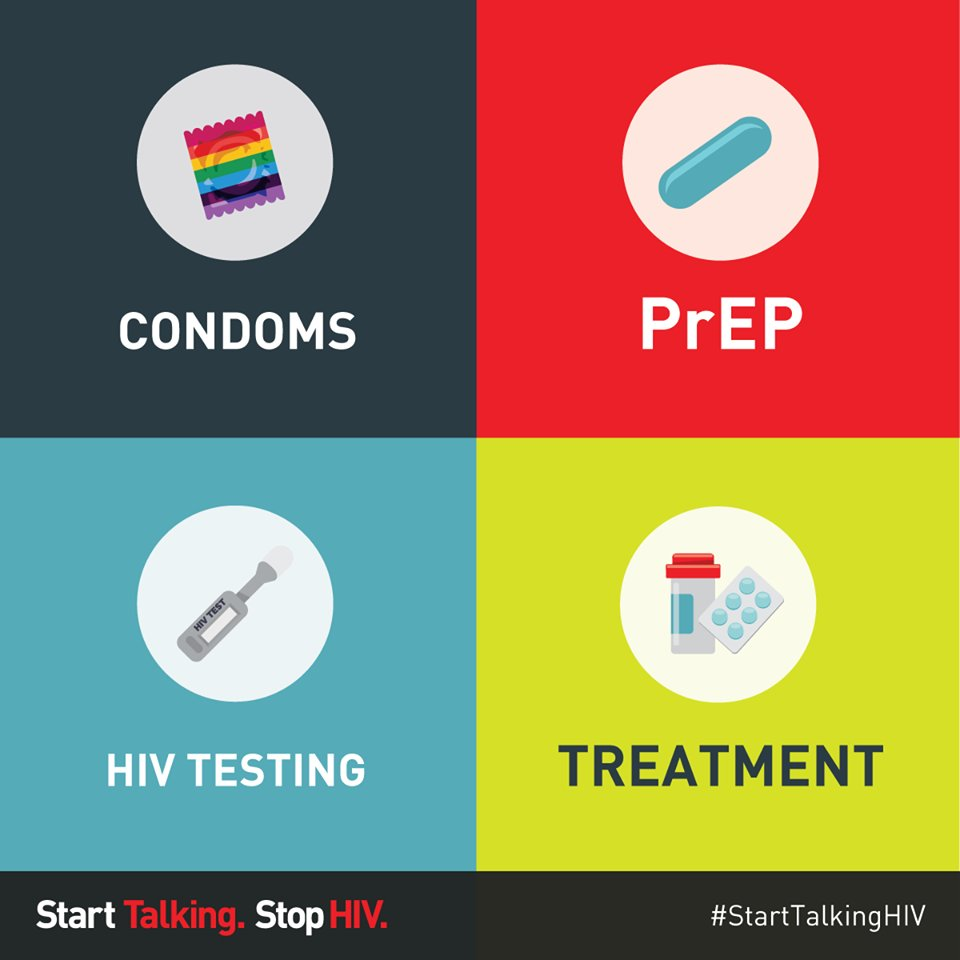 CONDOMS
PrEP
HIV TEST
HIV TESTING
TREATMENT
Start Talking. Stop HIV.
#StartTalkingHIV